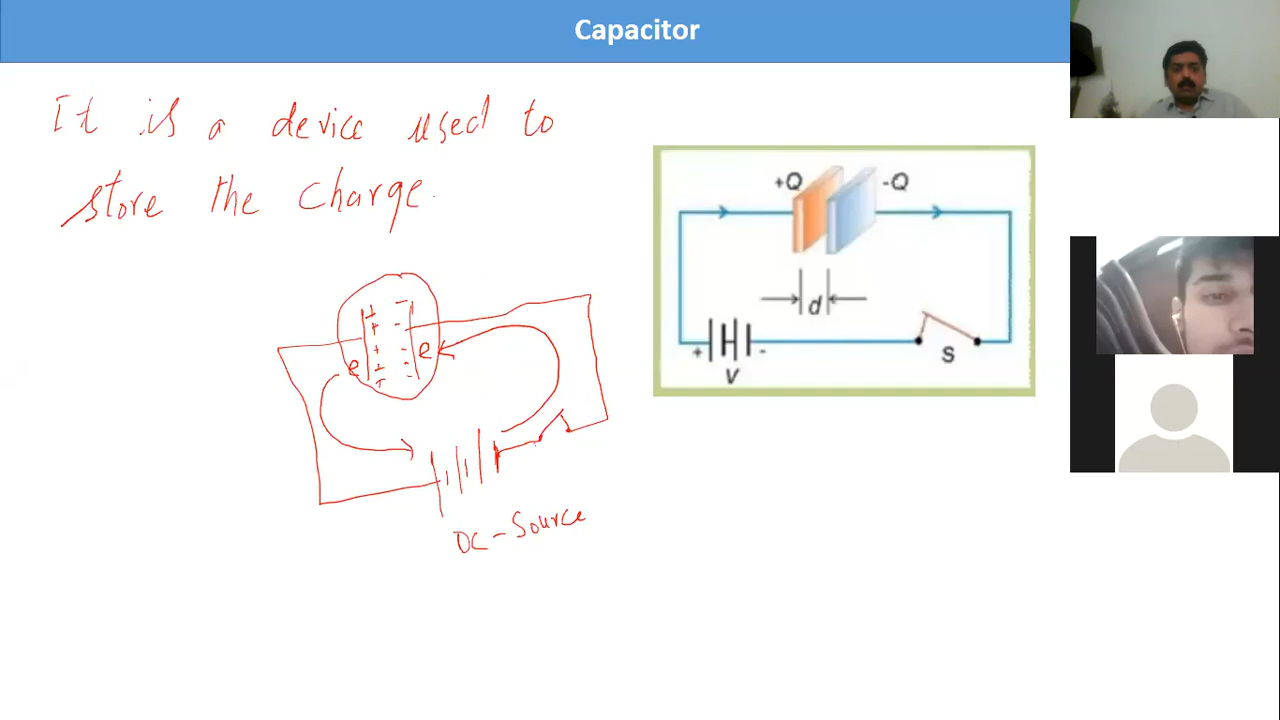 Capacitor
It is a device used to
store the charge.
+Q -Q
d
+ -
V
S
+ -
+ -
+ -
+ -
+ -
e e
DC - Source